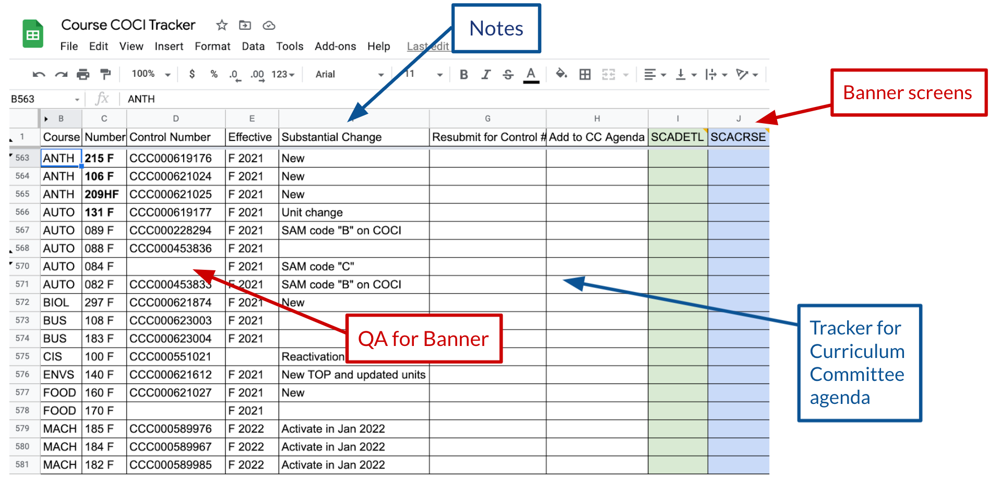 Notes
Course COCI Tracker
File Edit View Insert Format Data Tools Add-ons Help Last edit
100% $ % .0 .00 123 Arial 11 B I S A
Banner screens
B563 fx ANTH
B C D E G H I J
1 Course Number Control Number Effective Substantial Change Resubmit for Control # Add to CC Agenda SCADETL SCACRSE
563 ANTH 215 F CCC000619176 F 2021 New
564 ANTH 106 F CCC000621024 F 2021 New
565 ANTH 209HF CCC000621025 F 2021 New
566 AUTO 131 F CCC000619177 F 2021 Unit change
567 AUTO 089 F CCC000228294 F 2021 SAM code "B" on COCI
568 AUTO 088 F CCC000453836 F 2021
570 AUTO 084 F F 2021 SAM code "C"
571 AUTO 082 F CCC000453833 F 2021 SAM code "B" on COCI
572 BIOL 297 F CCC000621874 F 2021 New
573 BUS 108 F CCC000623003 F 2021
574 BUS 183 F CCC000623004 F 2021
575 CIS 100 F CCC000551021 Reactivation
576 ENVS 140 F CCC000621612 F 2021 New TOP and updated units
577 FOOD 160 F CCC000621027 F 2021 New
578 FOOD 170 F F 2021
579 MACH 185 F CCC000589976 F 2022 Activate in Jan 2022
580 MACH 184 F CCC000589967 F 2022 Activate in Jan 2022
581 MACH 182 F CCC000589985 F 2022 Activate in Jan 2022
QA for Banner
Tracker for
Curriculum
Committee
agenda